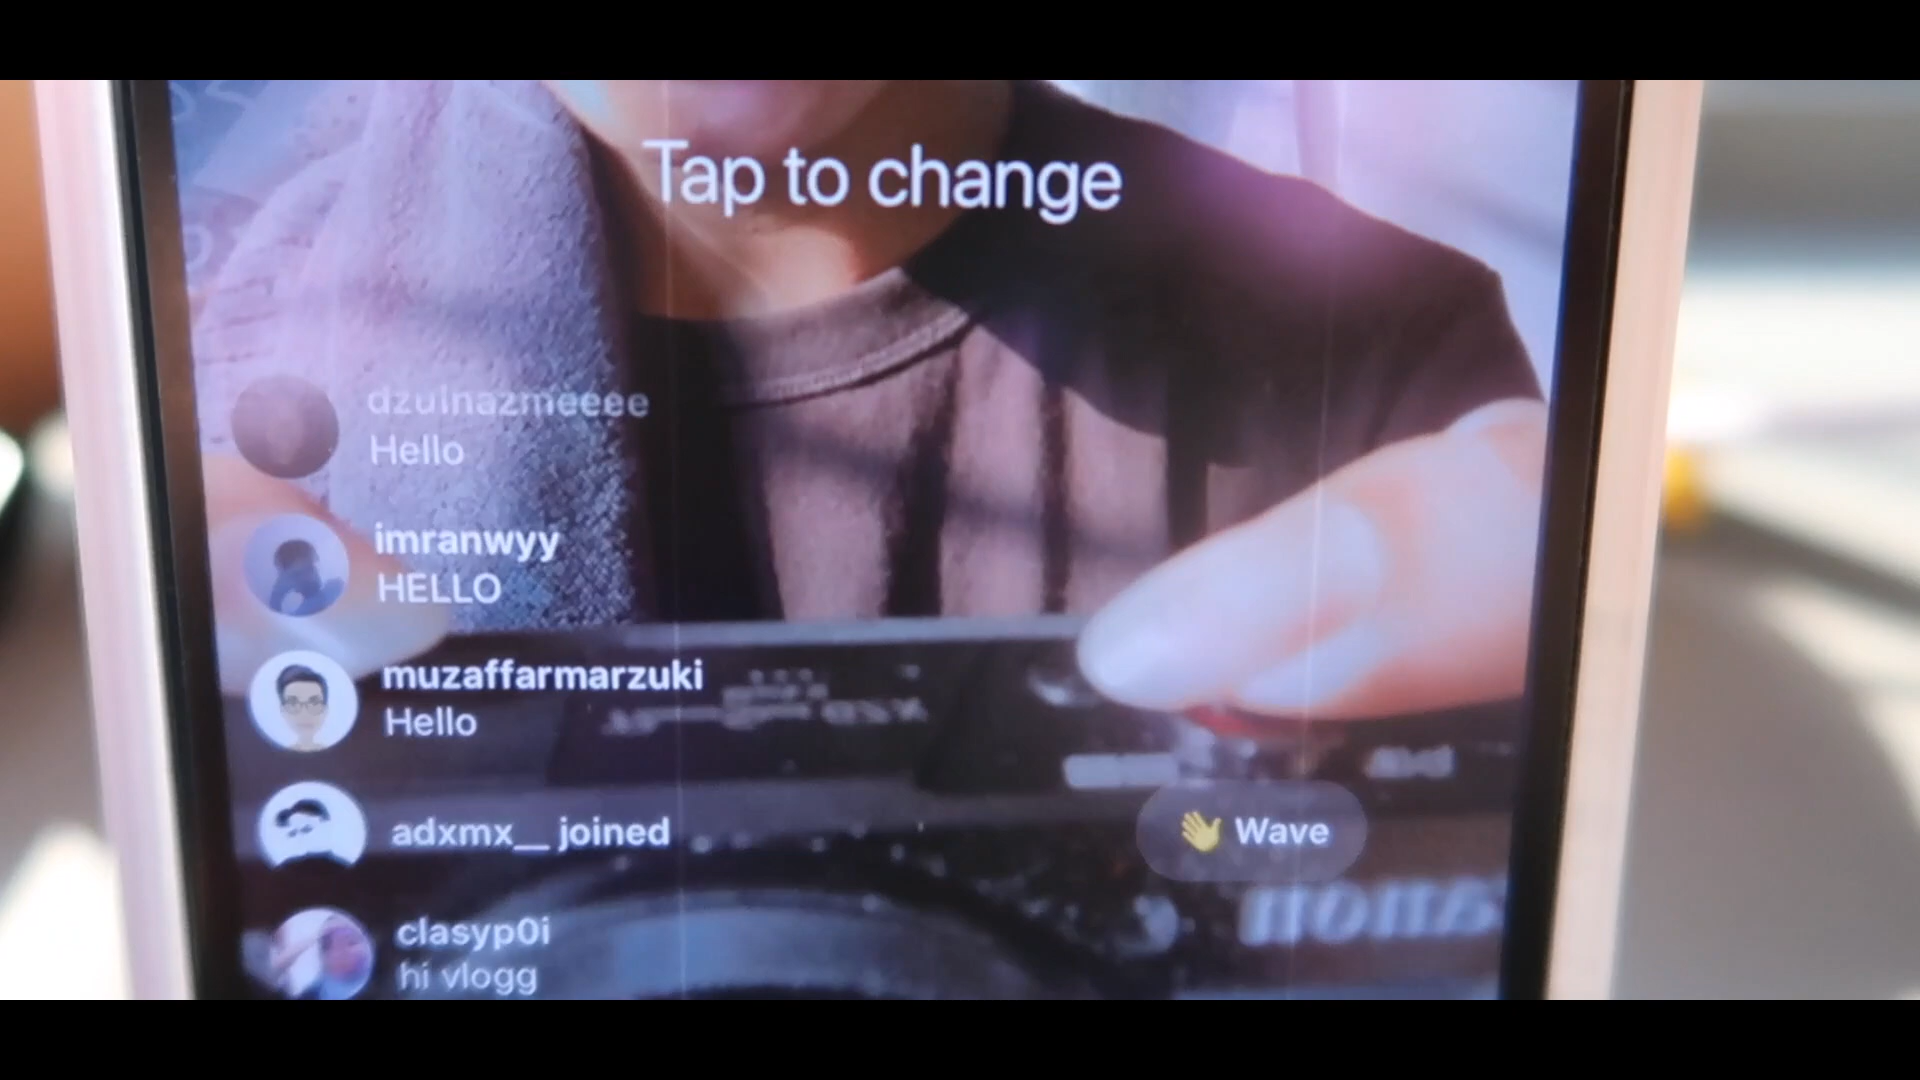 Tap to change
dzulnazmeeee
Hello
imranwyy
HELLO
muzaffarmarzuki
Hello
adxmx__ joined
👋 Wave
clasyp0i
hi vlogg